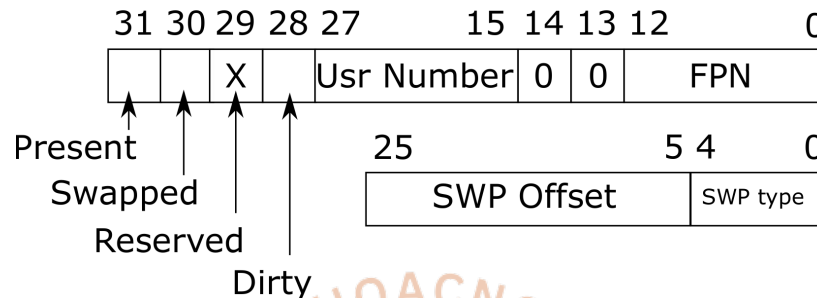 31 30 29 28 27 15 14 13 12 0
X Usr Number 0 0 FPN
Present 25 5 4 0
SWP Offset SWP type
Swapped
Reserved
Dirty